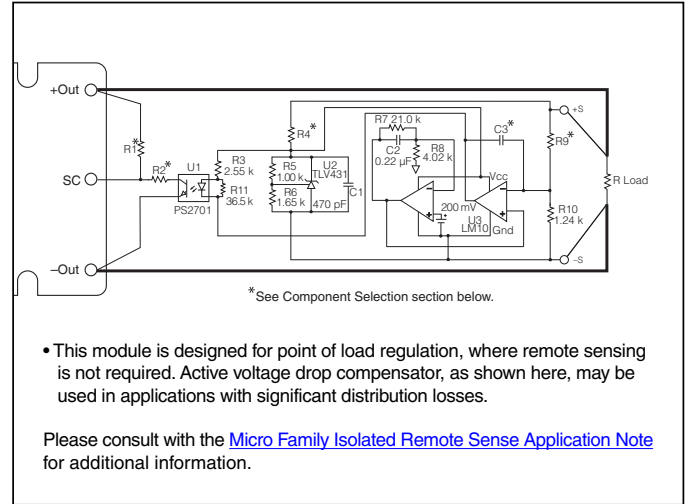 +Out
SC
–Out
R1*
R2*
U1
PS2701
R3
2.55 k
R11
36.5 k
R4*
R5
1.00 k
R6
1.65 k
U2
TLV431
470 pF
C1
R7 21.0 k
C2
0.22 µF
R8
4.02 k
C3*
Vcc
200 mV
U3
LM10
Gnd
+S
R9*
R10
1.24 k
–S
R Load
*See Component Selection section below.
• This module is designed for point of load regulation, where remote sensing
is not required. Active voltage drop compensator, as shown here, may be
used in applications with significant distribution losses.
Please consult with the Micro Family Isolated Remote Sense Application Note
for additional information.